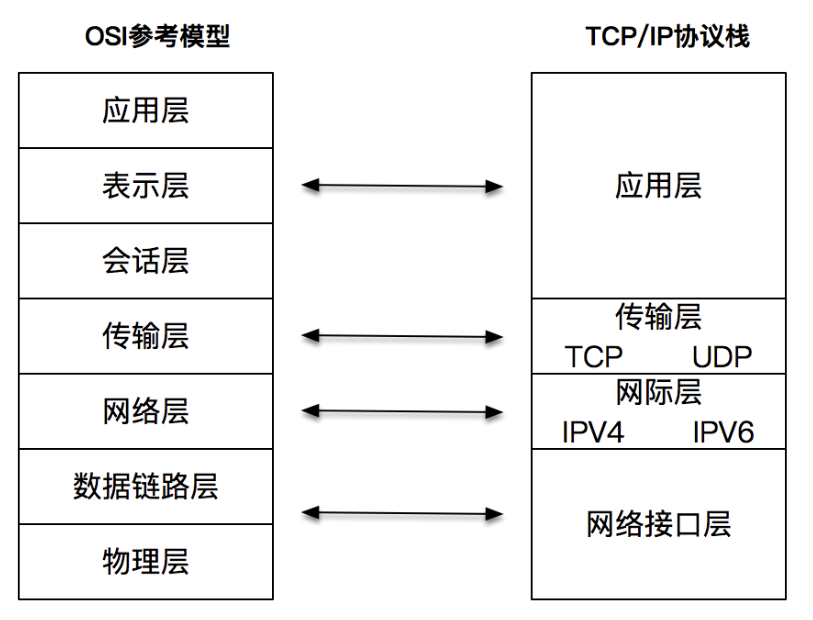 OSI参考模型
TCP/IP协议栈
应用层
表示层
会话层
传输层
网络层
数据链路层
物理层
应用层
传输层
TCP UDP
网际层
IPV4 IPV6
网络接口层